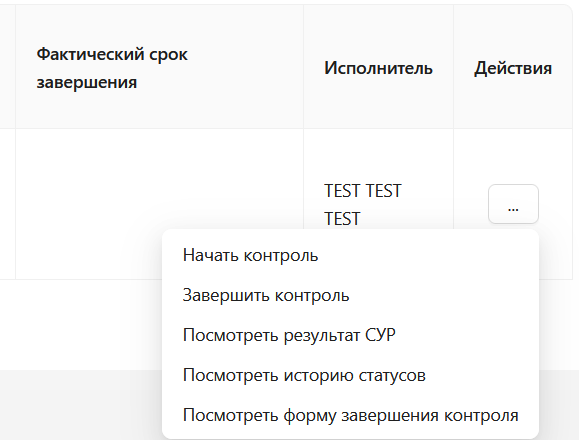 Фактический срок
завершения
Исполнитель
Действия
TEST TEST
TEST
...
Начать контроль
Завершить контроль
Посмотреть результат СУР
Посмотреть историю статусов
Посмотреть форму завершения контроля